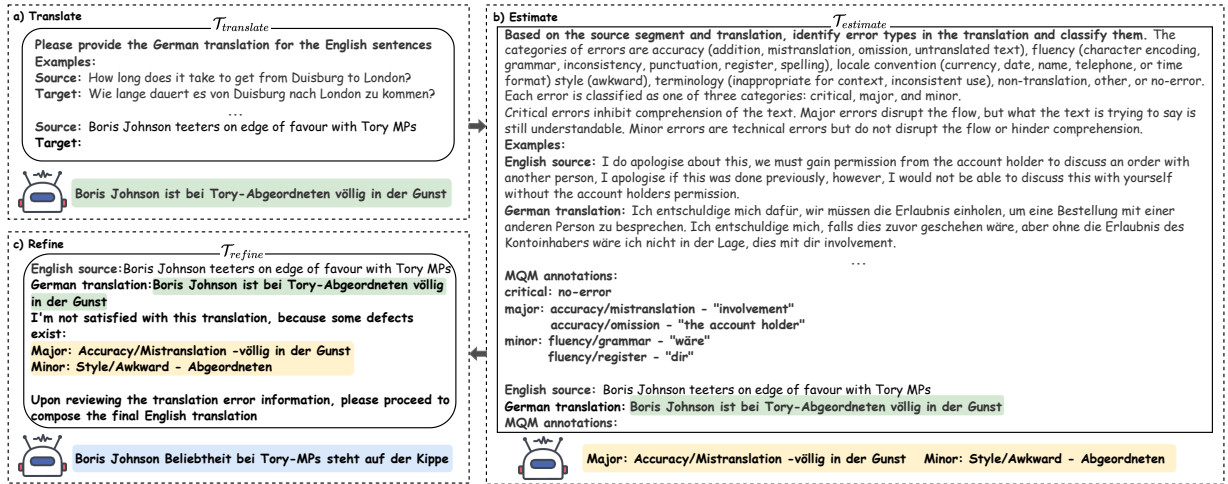 a) Translate
𝒯translate
Please provide the German translation for the English sentences
Examples:
Source: How long does it take to get from Duisburg to London?
Target: Wie lange dauert es von Duisburg nach London zu kommen?
...
Source: Boris Johnson teeters on edge of favour with Tory MPs
Target:
Boris Johnson ist bei Tory-Abgeordneten völlig in der Gunst
b) Estimate
𝒯estimate
Based on the source segment and translation, identify error types in the translation and classify them. The
categories of errors are accuracy (addition, mistranslation, omission, untranslated text), fluency (character encoding,
grammar, inconsistency, punctuation, register, spelling), locale convention (currency, date, name, telephone, or time
format) style (awkward), terminology (inappropriate for context, inconsistent use), non-translation, other, or no-error.
Each error is classified as one of three categories: critical, major, and minor.
Critical errors inhibit comprehension of the text. Major errors disrupt the flow, but what the text is trying to say is
still understandable. Minor errors are technical errors but do not disrupt the flow or hinder comprehension.
Examples:
English source: I do apologise about this, we must gain permission from the account holder to discuss an order with
another person, I apologise if this was done previously, however, I would not be able to discuss this with yourself
without the account holders permission.
German translation: Ich entschuldige mich dafür, wir müssen die Erlaubnis einholen, um eine Bestellung mit einer
anderen Person zu besprechen. Ich entschuldige mich, falls dies zuvor geschehen wäre, aber ohne die Erlaubnis des
Kontoinhabers wäre ich nicht in der Lage, dies mit dir involvement.
...
MQM annotations:
critical: no-error
major: accuracy/mistranslation - "involvement"
accuracy/omission - "the account holder"
minor: fluency/grammar - "wäre"
fluency/register - "dir"
English source: Boris Johnson teeters on edge of favour with Tory MPs
German translation: Boris Johnson ist bei Tory-Abgeordneten völlig in der Gunst
MQM annotations:
Major: Accuracy/Mistranslation -völlig in der Gunst Minor: Style/Awkward - Abgeordneten
c) Refine
𝒯refine
English source:Boris Johnson teeters on edge of favour with Tory MPs
German translation:Boris Johnson ist bei Tory-Abgeordneten völlig
in der Gunst
I'm not satisfied with this translation, because some defects
exist:
Major: Accuracy/Mistranslation -völlig in der Gunst
Minor: Style/Awkward - Abgeordneten
Upon reviewing the translation error information, please proceed to
compose the final English translation
Boris Johnson Beliebtheit bei Tory-MPs steht auf der Kippe